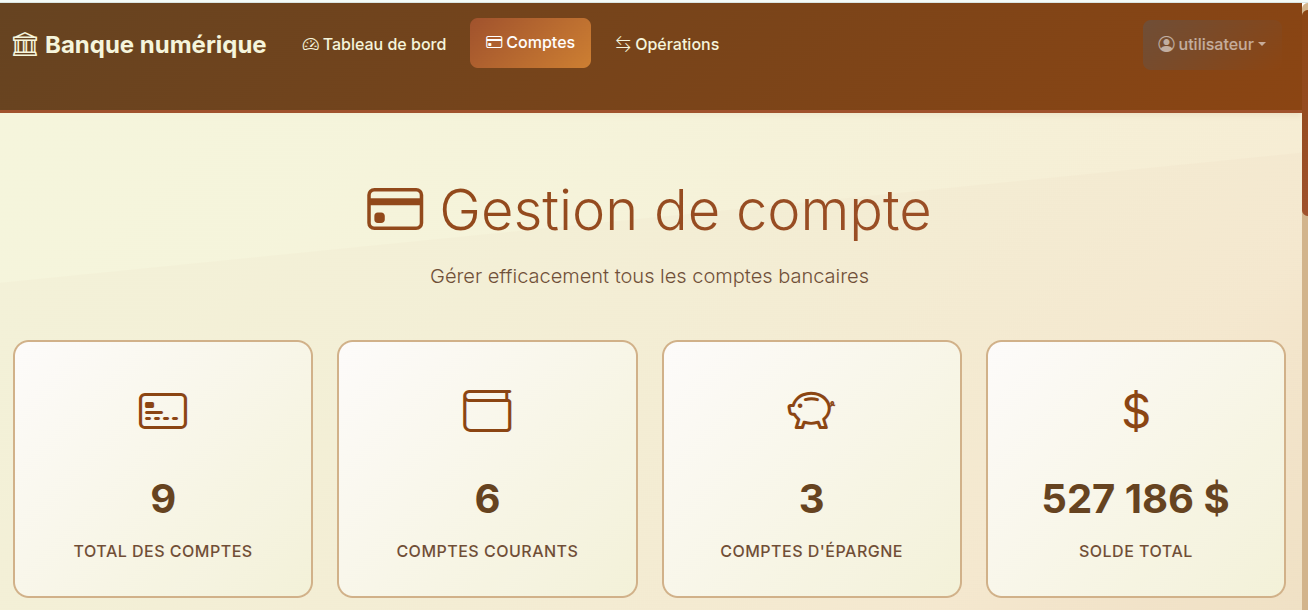 Banque numérique
Tableau de bord
Comptes
Opérations
utilisateur
Gestion de compte
Gérer efficacement tous les comptes bancaires
9
TOTAL DES COMPTES
6
COMPTES COURANTS
3
COMPTES D'ÉPARGNE
$
527 186 $
SOLDE TOTAL